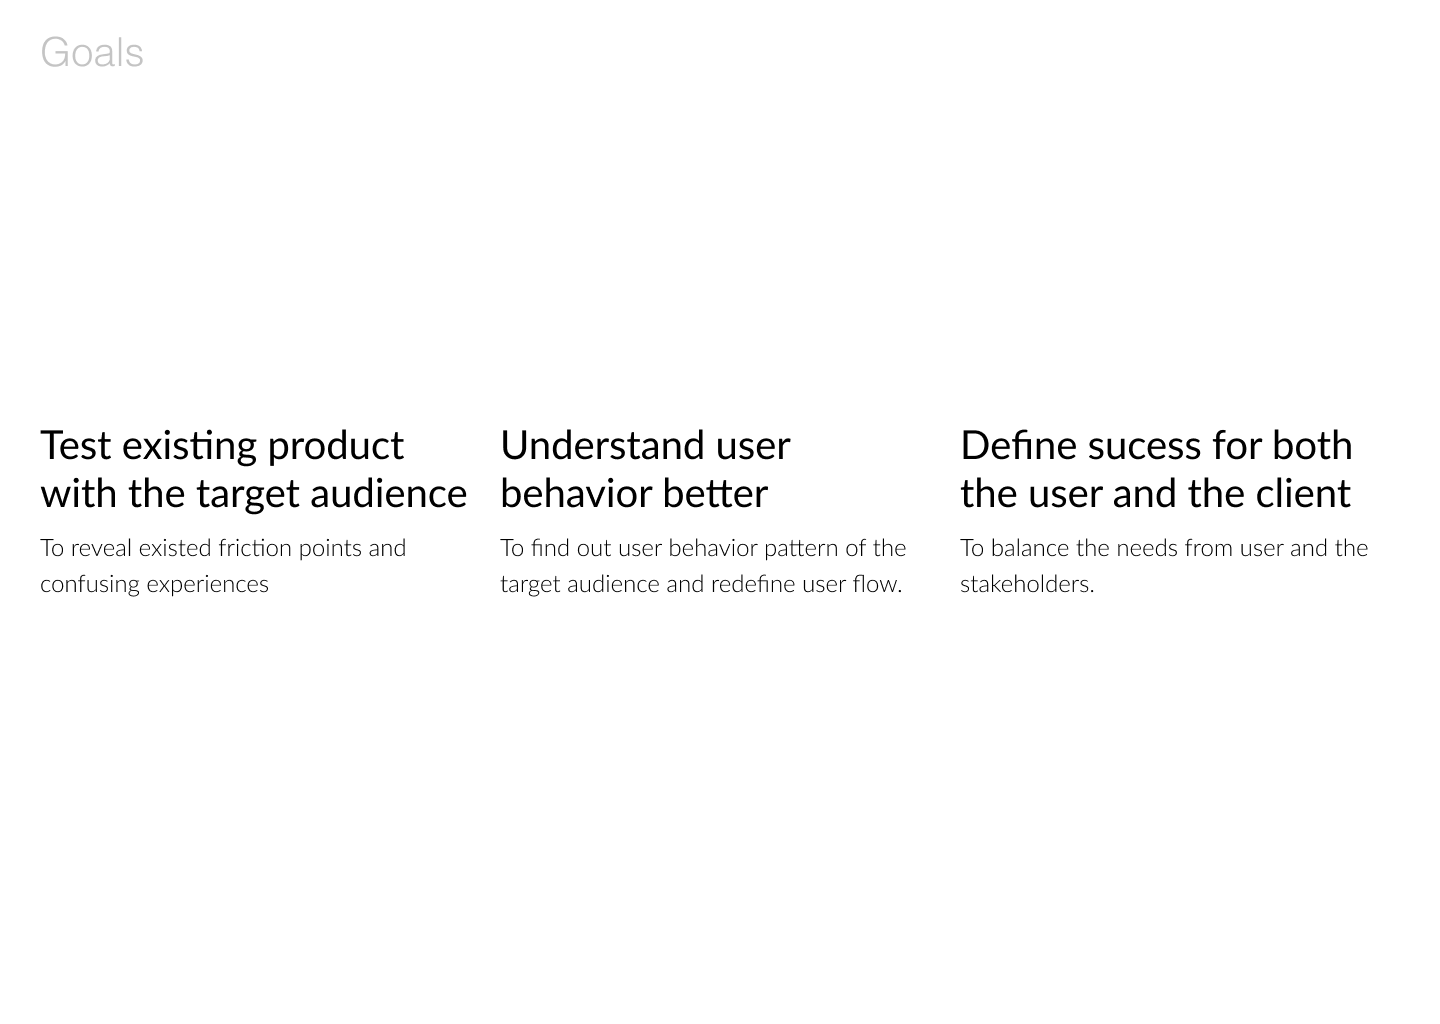 Goals
Test existing product
with the target audience
To reveal existed friction points and
confusing experiences
Understand user
behavior better
To find out user behavior pattern of the
target audience and redefine user flow.
Define sucess for both
the user and the client
To balance the needs from user and the
stakeholders.